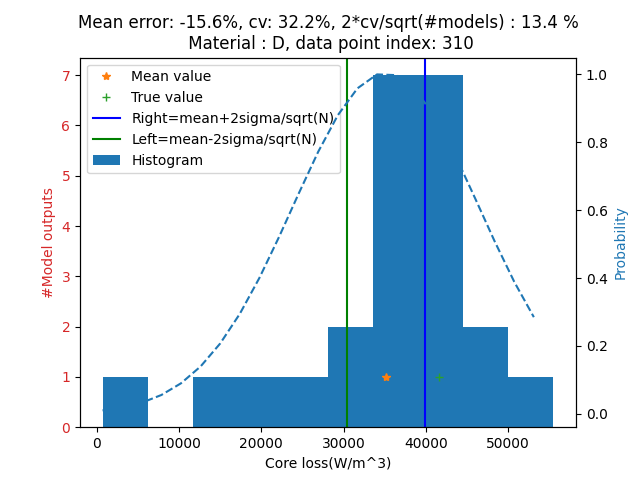 Mean error: -15.6%, cv: 32.2%, 2*cv/sqrt(#models) : 13.4 %
Material : D, data point index: 310
Mean value
True value
Right=mean+2sigma/sqrt(N)
Left=mean-2sigma/sqrt(N)
Histogram
#Model outputs
7
6
5
4
3
2
1
0
1.0
0.8
0.6
0.4
0.2
0.0
Probability
0 10000 20000 30000 40000 50000
Core loss(W/m^3)